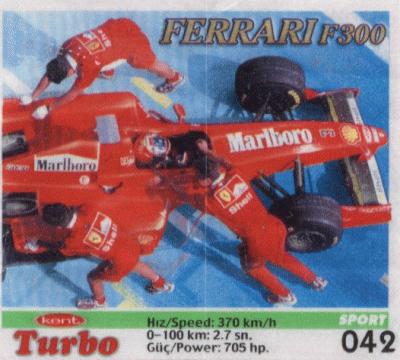 FERRARI F300
Marlboro
Marlboro
Shell
Shell
kent
Turbo
Hız/Speed: 370 km/h
0-100 km: 2.7 sn.
Güç/Power: 705 hp.
SPORT
042